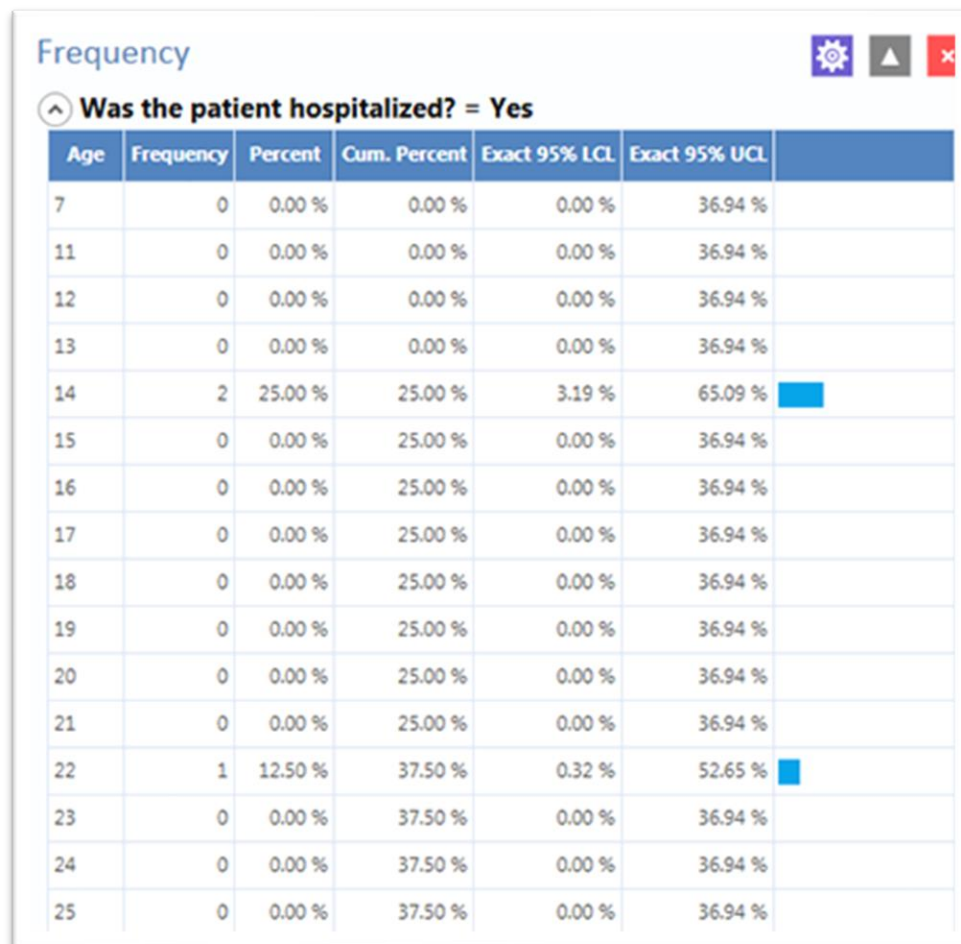 Frequency
Was the patient hospitalized? = Yes
Age Frequency Percent Cum. Percent Exact 95% LCL Exact 95% UCL
7 0 0.00 % 0.00 % 0.00 % 36.94 %
11 0 0.00 % 0.00 % 0.00 % 36.94 %
12 0 0.00 % 0.00 % 0.00 % 36.94 %
13 0 0.00 % 0.00 % 0.00 % 36.94 %
14 2 25.00 % 25.00 % 3.19 % 65.09 %
15 0 0.00 % 25.00 % 0.00 % 36.94 %
16 0 0.00 % 25.00 % 0.00 % 36.94 %
17 0 0.00 % 25.00 % 0.00 % 36.94 %
18 0 0.00 % 25.00 % 0.00 % 36.94 %
19 0 0.00 % 25.00 % 0.00 % 36.94 %
20 0 0.00 % 25.00 % 0.00 % 36.94 %
21 0 0.00 % 25.00 % 0.00 % 36.94 %
22 1 12.50 % 37.50 % 0.32 % 52.65 %
23 0 0.00 % 37.50 % 0.00 % 36.94 %
24 0 0.00 % 37.50 % 0.00 % 36.94 %
25 0 0.00 % 37.50 % 0.00 % 36.94 %